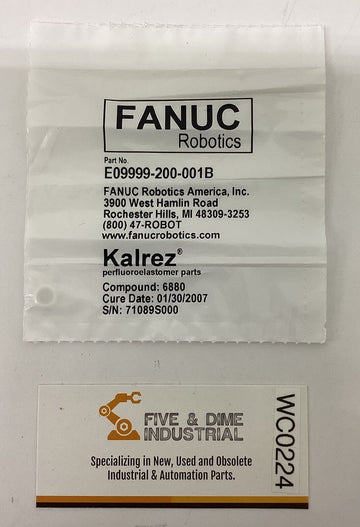 FANUC
Robotics
Part No.
E09999-200-001B
FANUC Robotics America, Inc.
3900 West Hamlin Road
Rochester Hills, MI 48309-3253
(800) 47-ROBOT
www.fanucrobotics.com
Kalrez®
perfluoroelastomer parts
Compound: 6880
Cure Date: 01/30/2007
S/N: 71089S000
FIVE & DIME
INDUSTRIAL
Specializing in New, Used and Obsolete
Industrial & Automation Parts.
WC0224